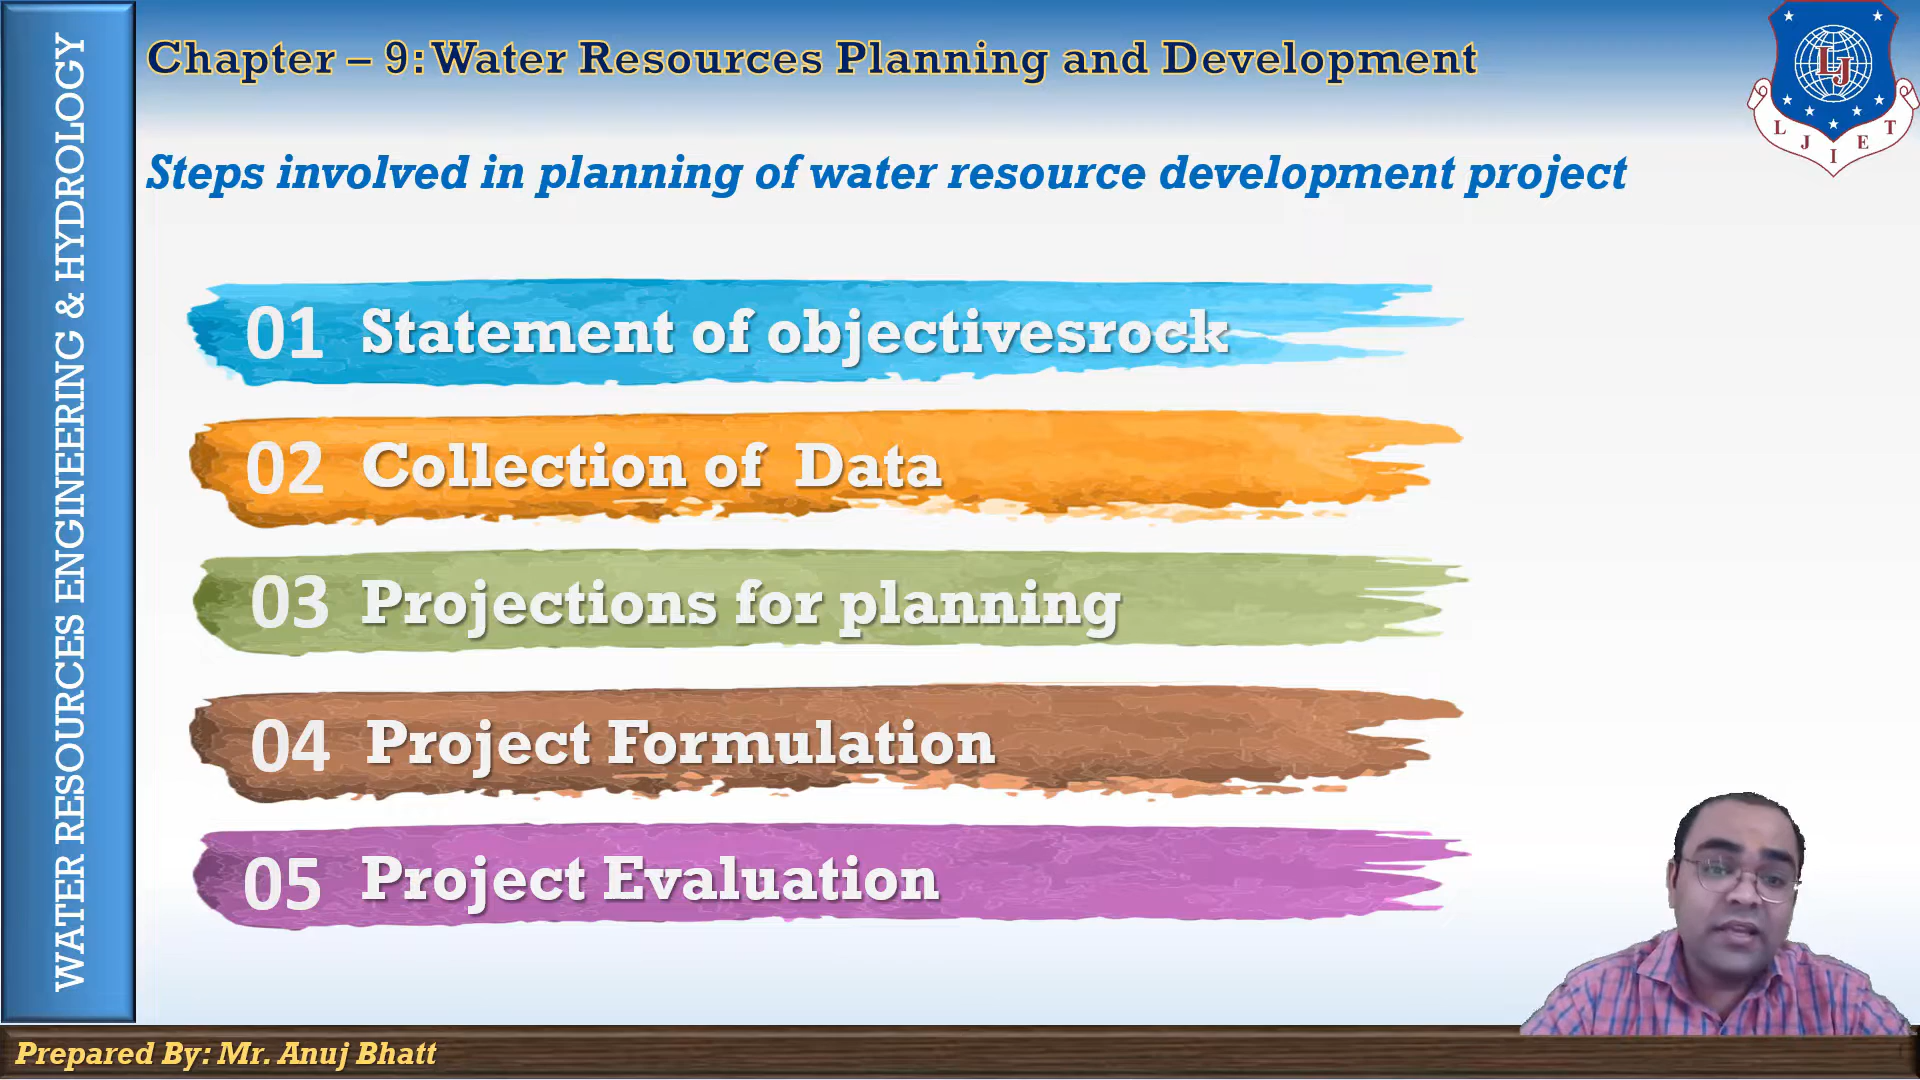 WATER RESOURCES ENGINEERING & HYDROLOGY
Chapter – 9: Water Resources Planning and Development
LJ
L J I E T
Steps involved in planning of water resource development project
01 Statement of objectivesrock
02 Collection of Data
03 Projections for planning
04 Project Formulation
05 Project Evaluation
Prepared By: Mr. Anuj Bhatt